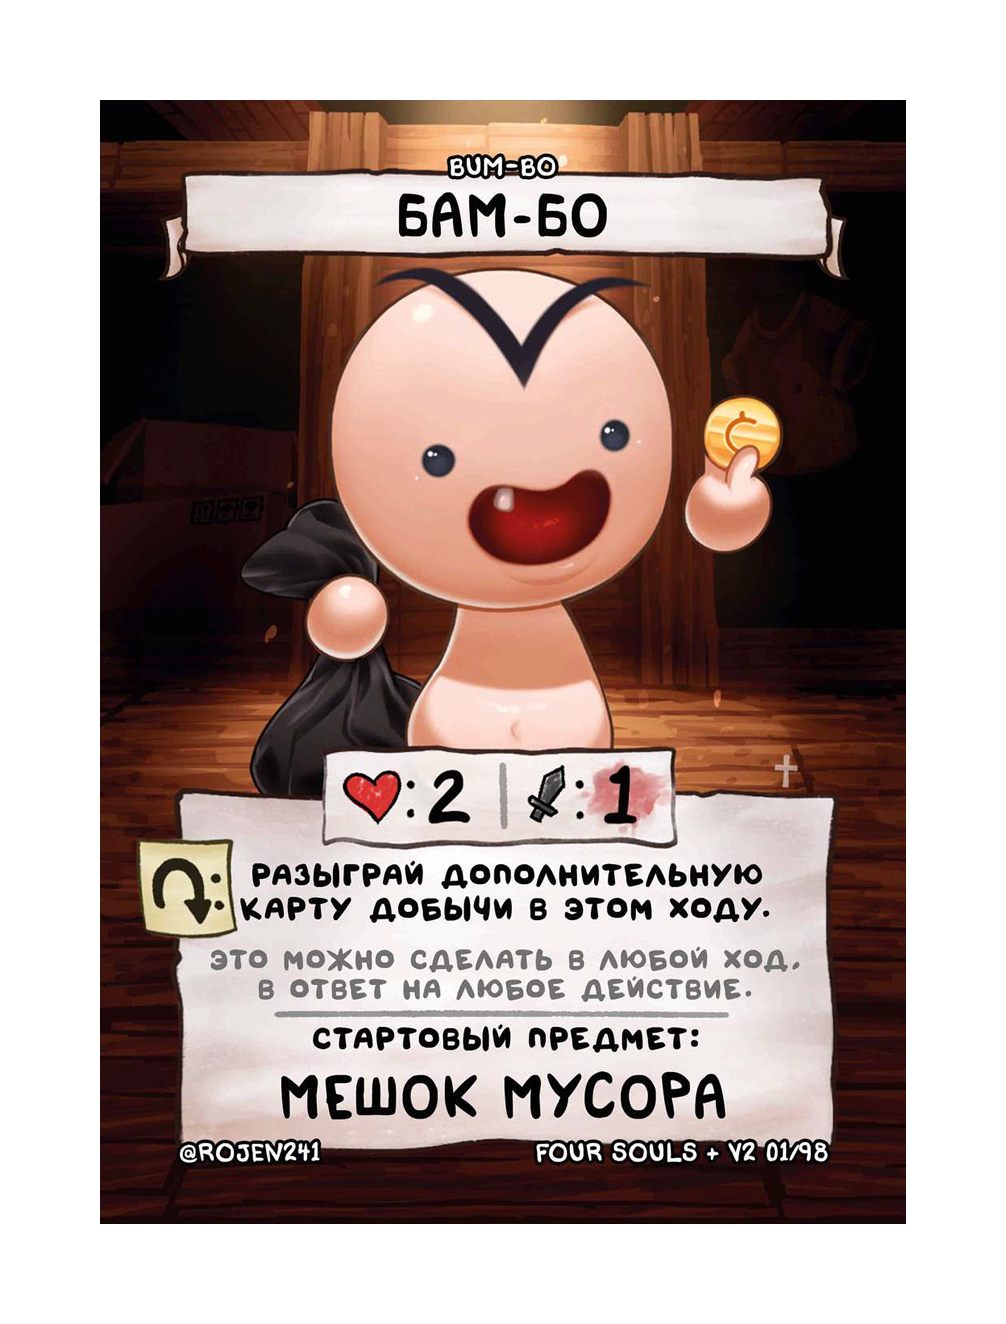 BUM-BO
БАМ-БО
¢
:2 | :1
РАЗЫГРАЙ ДОПОЛНИТЕЛЬНУЮ
КАРТУ ДОБЫЧИ В ЭТОМ ХОДУ.
ЭТО МОЖНО СДЕЛАТЬ В ЛЮБОЙ ХОД,
В ОТВЕТ НА ЛЮБОЕ ДЕЙСТВИЕ.
СТАРТОВЫЙ ПРЕДМЕТ:
МЕШОК МУСОРА
@ROJEN241
FOUR SOULS + V2 01/98